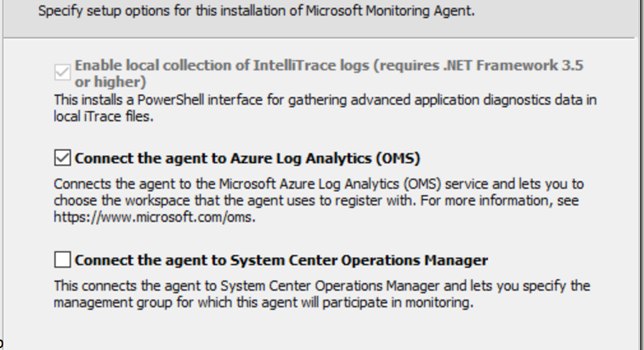 Specify setup options for this installation of Microsoft Monitoring Agent.
Enable local collection of IntelliTrace logs (requires .NET Framework 3.5
or higher)
This installs a PowerShell interface for gathering advanced application diagnostics data in
local iTrace files.
Connect the agent to Azure Log Analytics (OMS)
Connects the agent to the Microsoft Azure Log Analytics (OMS) service and lets you to
choose the workspace that the agent uses to register with. For more information, see
https://www.microsoft.com/oms.
Connect the agent to System Center Operations Manager
This connects the agent to System Center Operations Manager and lets you specify the
management group for which this agent will participate in monitoring.